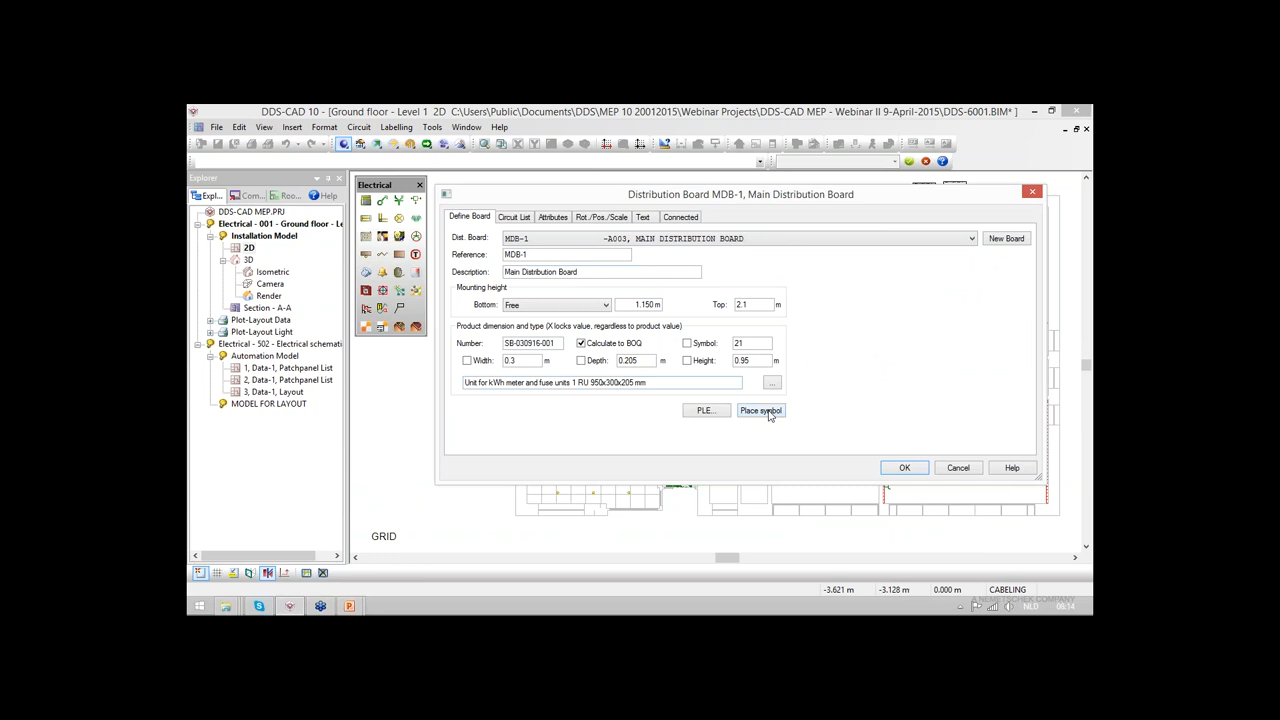 DDS-CAD 10 - [Ground floor - Level 1 2D C:\Users\Public\Documents\DDS\MEP 10 20012015\Webinar Projects\DDS-CAD MEP - Webinar II 9-April-2015\DDS-6001.BIM* ]
File Edit View Insert Format Circuit Labelling Tools Window Help
Explorer
Expl... Com... Roo... Help
DDS-CAD MEP.PRJ
Electrical - 001 - Ground floor - Le
Installation Model
2D
3D
Isometric
Camera
Render
Section - A-A
Plot-Layout Data
Plot-Layout Light
Electrical - 502 - Electrical schemati
Automation Model
1, Data-1, Patchpanel List
2, Data-1, Patchpanel List
3, Data-1, Layout
MODEL FOR LAYOUT
Electrical
Distribution Board MDB-1, Main Distribution Board
Define Board Circuit List Attributes Rot./Pos./Scale Text Connected
Dist. Board: MDB-1 -A003, MAIN DISTRIBUTION BOARD New Board
Reference: MDB-1
Description: Main Distribution Board
Mounting height
Bottom: Free 1.150 m Top: 2.1 m
Product dimension and type (X locks value, regardless to product value)
Number: SB-030916-001 Calculate to BOQ Symbol: 21
Width: 0.3 m Depth: 0.205 m Height: 0.95 m
Unit for kWh meter and fuse units 1 RU 950x300x205 mm ...
PLE... Place symbol
OK Cancel Help
GRID
-3.621 m -3.128 m 0.000 m CABELING
A NEMETSCHEK COMPANY
NLD 08:14